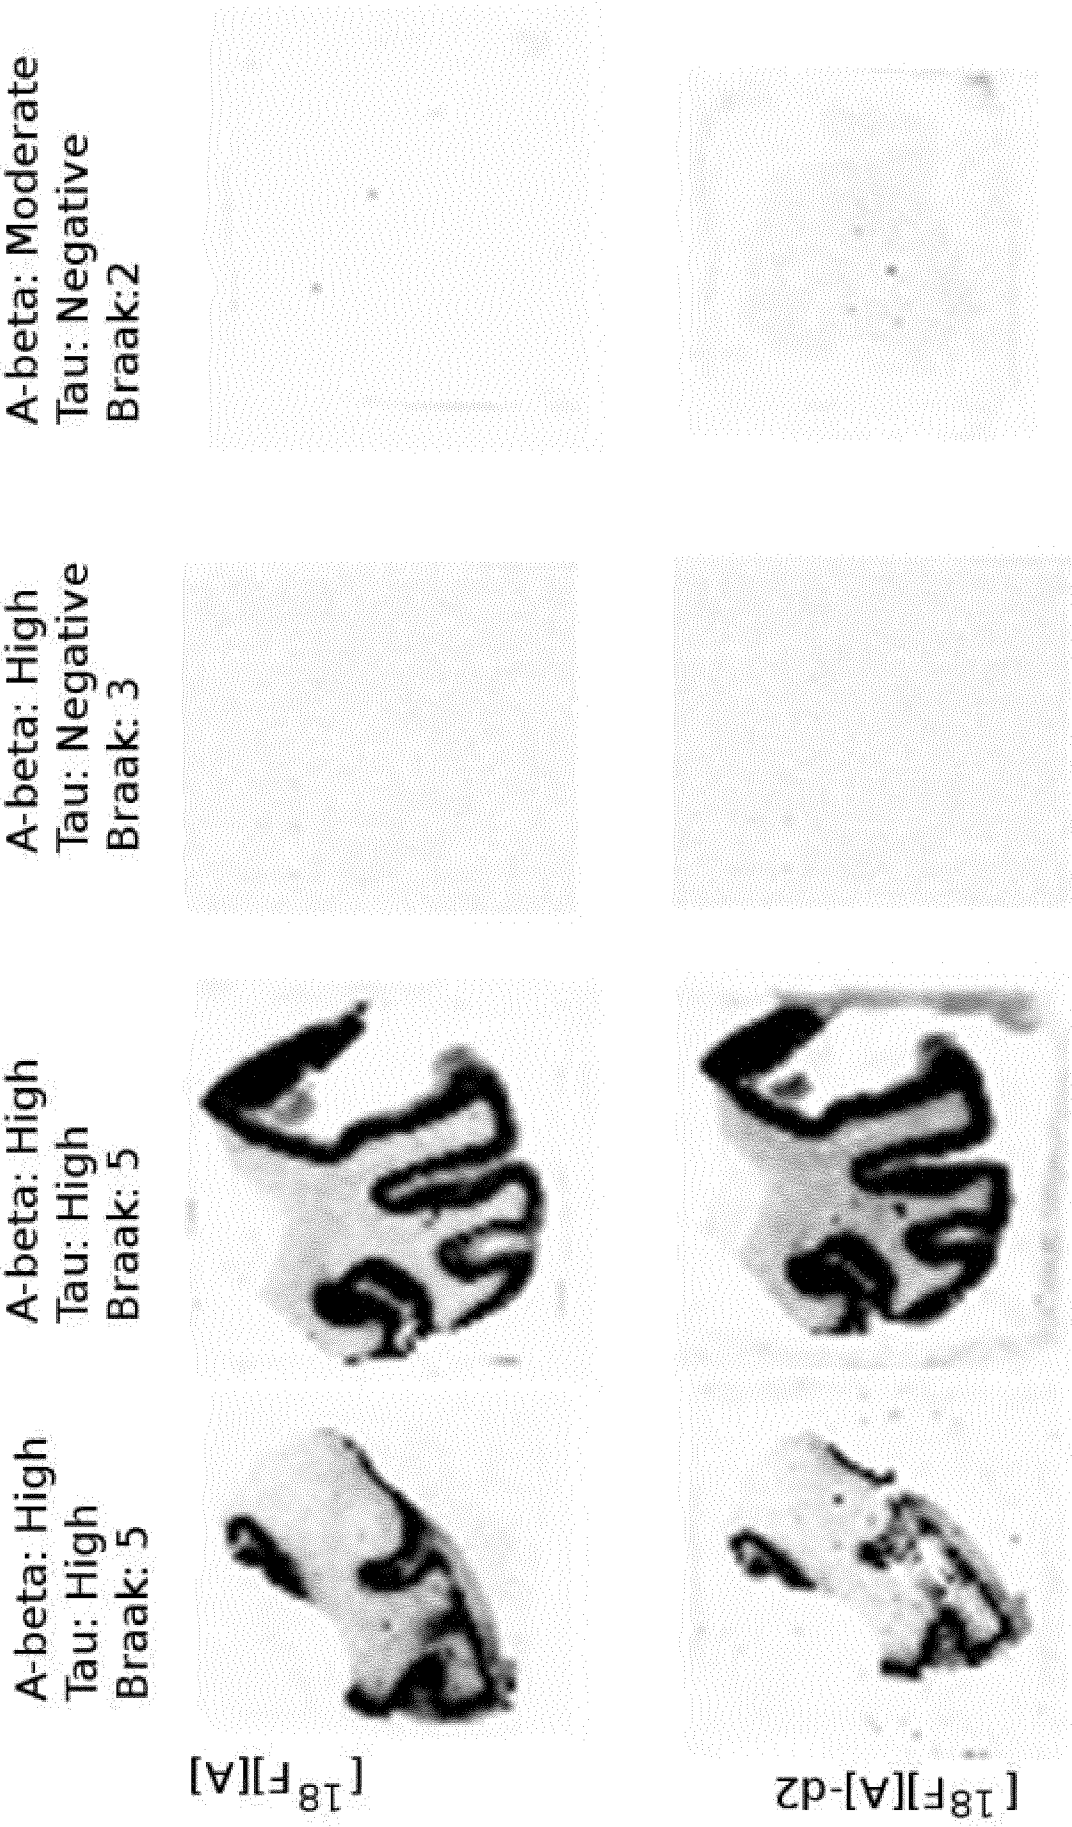 A-beta: High
Tau: High
Braak: 5
A-beta: High
Tau: High
Braak: 5
A-beta: High
Tau: Negative
Braak: 3
A-beta: Moderate
Tau: Negative
Braak:2
[¹⁸F][A]
[¹⁸F][A]-d2